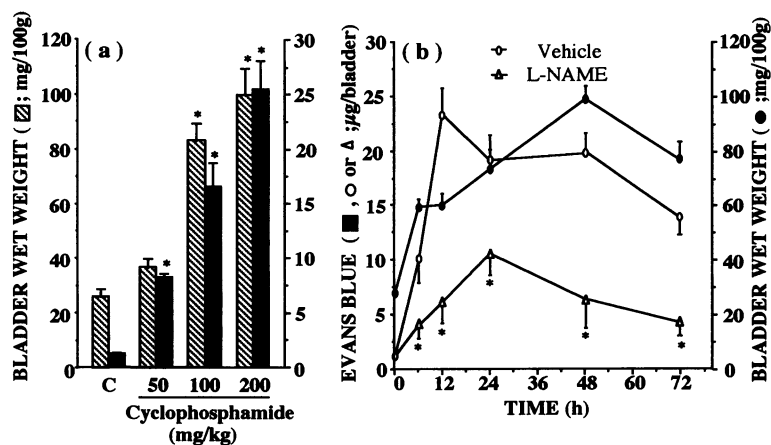 (a)
BLADDER WET WEIGHT (▨; mg/100g)
120
100
80
60
40
20
0
* * * * *
30
25
20
15
10
5
0
C 50 100 200
Cyclophosphamide
(mg/kg)
(b)
Vehicle
L-NAME
EVANS BLUE (■, ○ or △ ;µg/bladder)
30
25
20
15
10
5
0
* * * * *
120
100
80
60
40
20
0
BLADDER WET WEIGHT (●;mg/100g)
0 12 24 36 48 60 72
TIME (h)